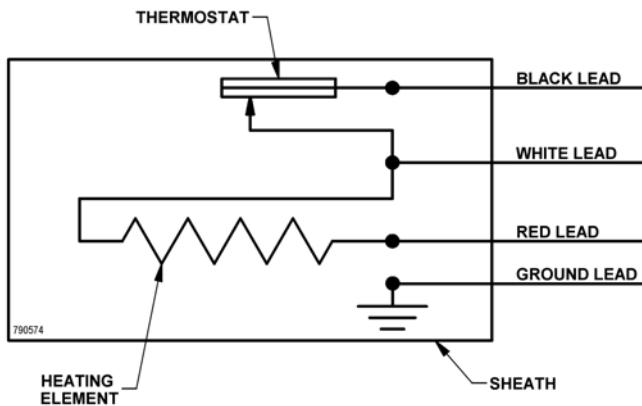 THERMOSTAT
BLACK LEAD
WHITE LEAD
RED LEAD
GROUND LEAD
790574
HEATING
ELEMENT
SHEATH